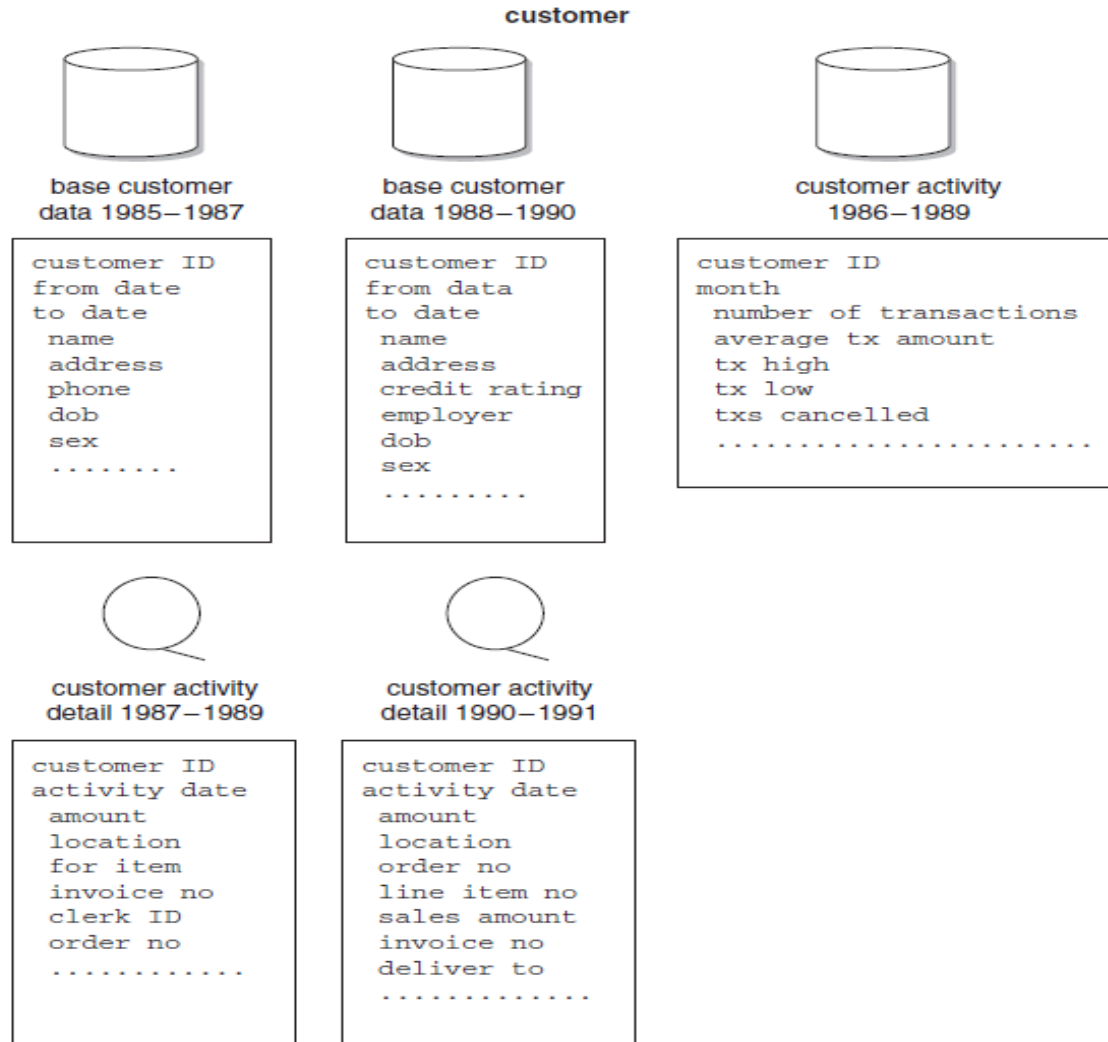 customer
base customer
data 1985–1987
customer ID
from date
to date
name
address
phone
dob
sex
........
base customer
data 1988–1990
customer ID
from data
to date
name
address
credit rating
employer
dob
sex
.........
customer activity
1986–1989
customer ID
month
number of transactions
average tx amount
tx high
tx low
txs cancelled
.......................
customer activity
detail 1987–1989
customer ID
activity date
amount
location
for item
invoice no
clerk ID
order no
............
customer activity
detail 1990–1991
customer ID
activity date
amount
location
order no
line item no
sales amount
invoice no
deliver to
.............